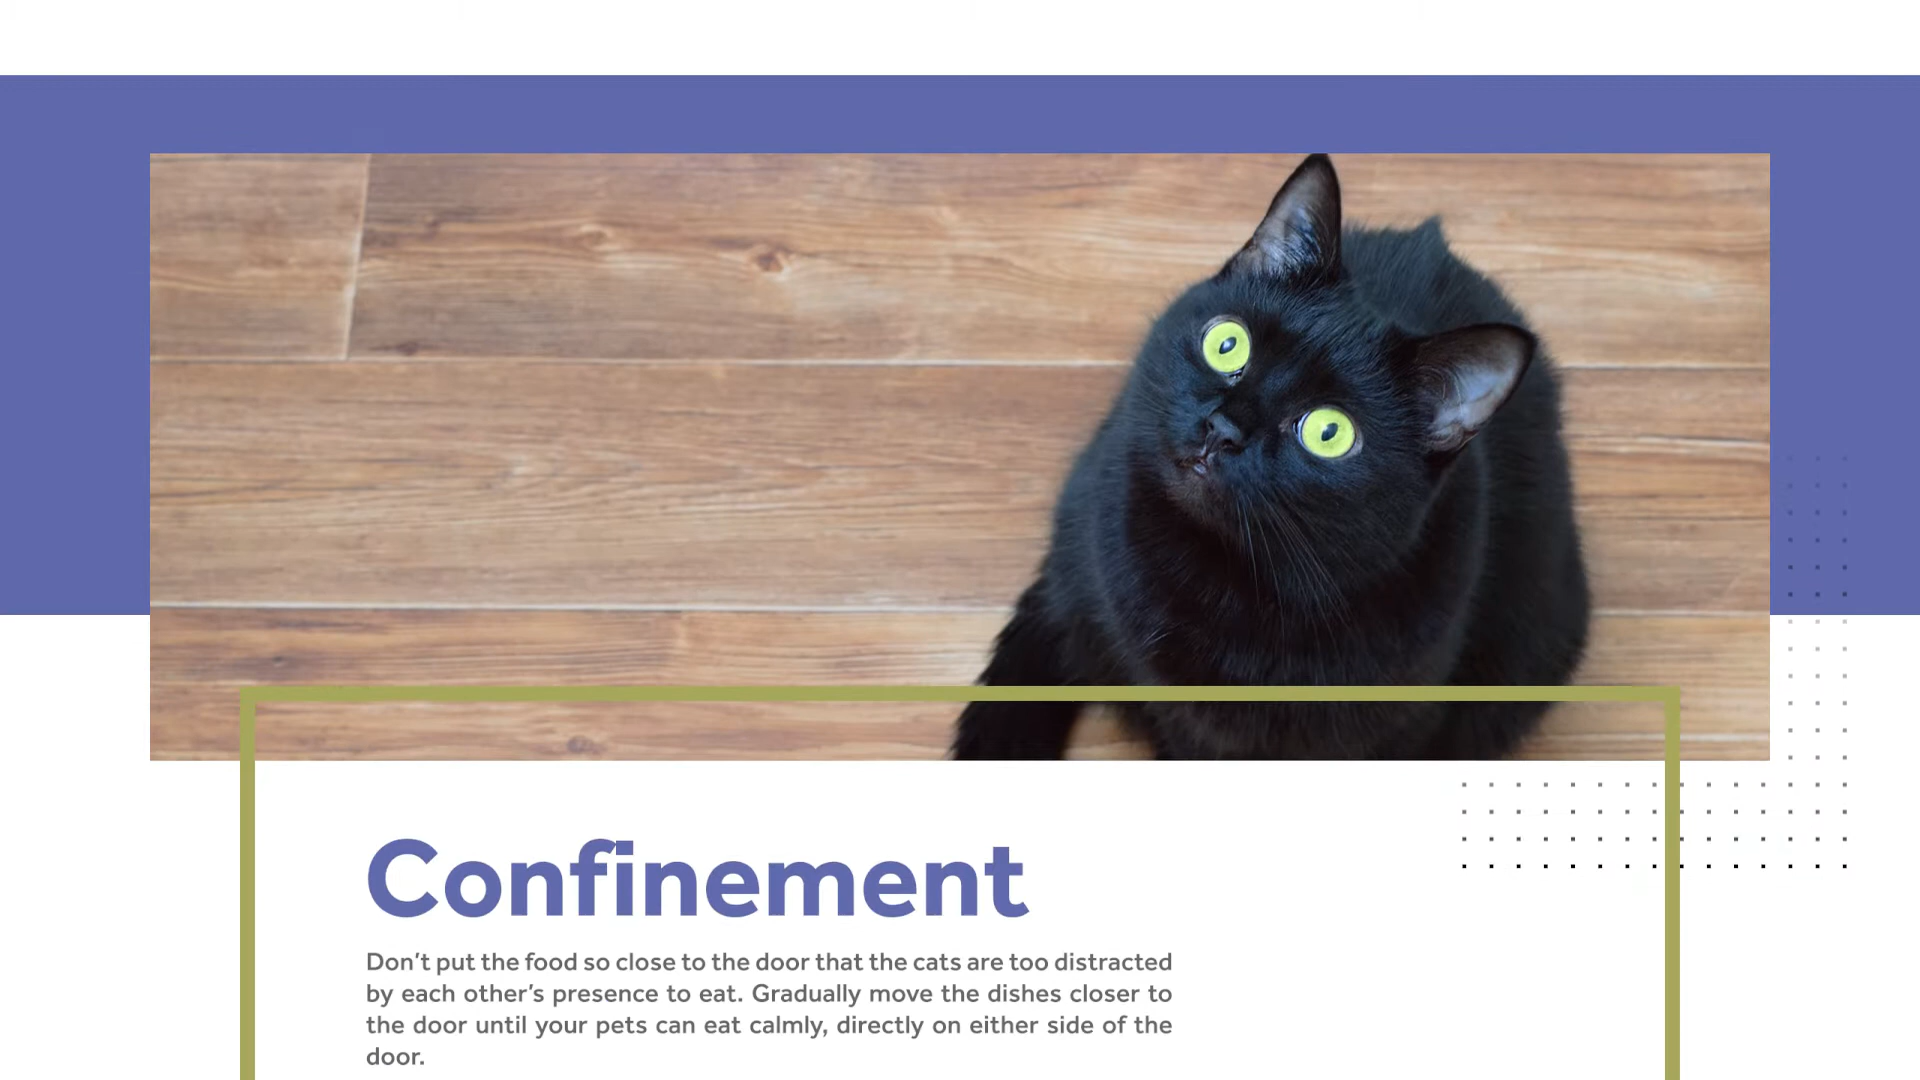 Confinement
Don’t put the food so close to the door that the cats are too distracted
by each other’s presence to eat. Gradually move the dishes closer to
the door until your pets can eat calmly, directly on either side of the
door.